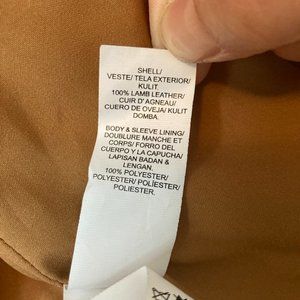 SHELL/
VESTE/ TELA EXTERIOR/
KULIT
100% LAMB LEATHER/
CUIR D'AGNEAU/
CUERO DE OVEJA/ KULIT
DOMBA.
BODY & SLEEVE LINING/
DOUBLURE MANCHE ET
CORPS/ FORRO DEL
CUERPO Y LA CAPUCHA/
LAPISAN BADAN &
LENGAN.
100% POLYESTER/
POLYESTER/ POLIÉSTER/
POLIESTER.